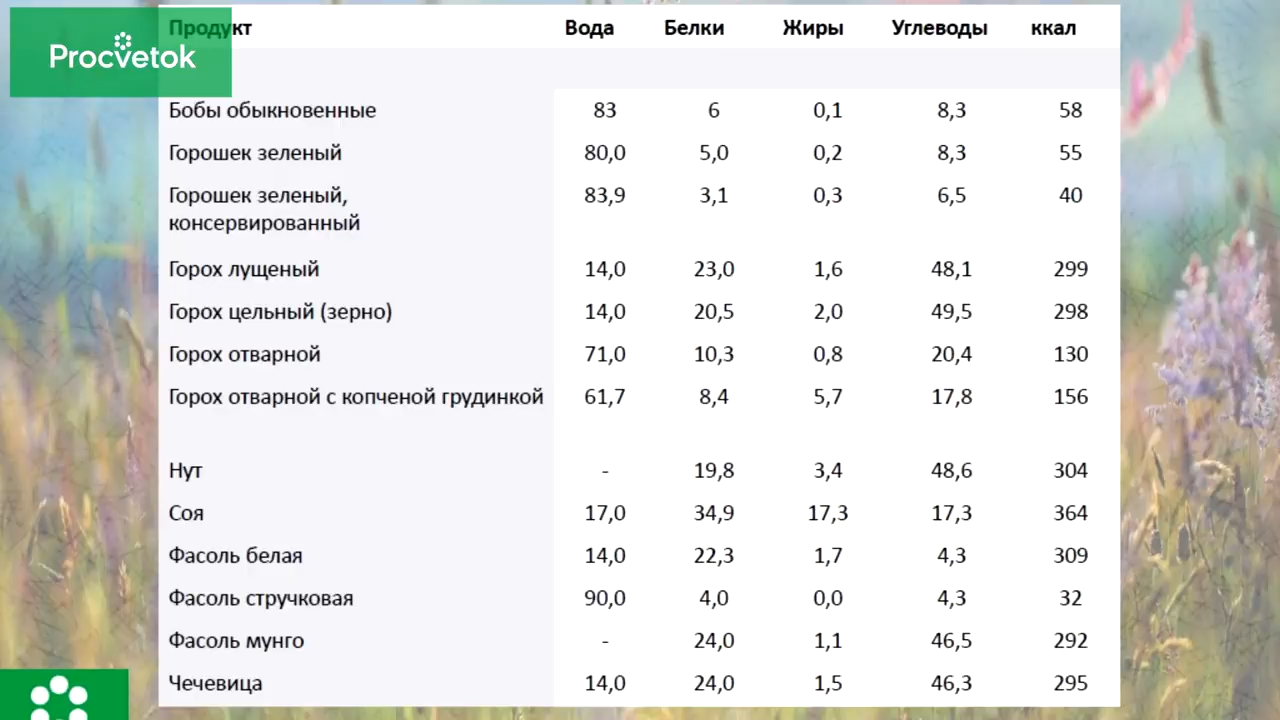 Procvetok
Продукт Вода Белки Жиры Углеводы ккал
Бобы обыкновенные 83 6 0,1 8,3 58
Горошек зеленый 80,0 5,0 0,2 8,3 55
Горошек зеленый, 83,9 3,1 0,3 6,5 40
консервированный
Горох лущеный 14,0 23,0 1,6 48,1 299
Горох цельный (зерно) 14,0 20,5 2,0 49,5 298
Горох отварной 71,0 10,3 0,8 20,4 130
Горох отварной с копченой грудинкой 61,7 8,4 5,7 17,8 156
Нут - 19,8 3,4 48,6 304
Соя 17,0 34,9 17,3 17,3 364
Фасоль белая 14,0 22,3 1,7 4,3 309
Фасоль стручковая 90,0 4,0 0,0 4,3 32
Фасоль мунго - 24,0 1,1 46,5 292
Чечевица 14,0 24,0 1,5 46,3 295